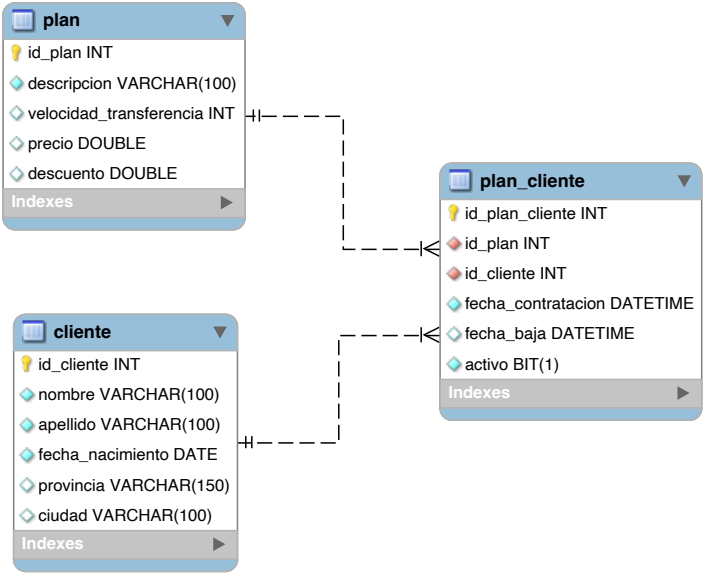 plan
id_plan INT
descripcion VARCHAR(100)
velocidad_transferencia INT
precio DOUBLE
descuento DOUBLE
Indexes
plan_cliente
id_plan_cliente INT
id_plan INT
id_cliente INT
fecha_contratacion DATETIME
fecha_baja DATETIME
activo BIT(1)
Indexes
cliente
id_cliente INT
nombre VARCHAR(100)
apellido VARCHAR(100)
fecha_nacimiento DATE
provincia VARCHAR(150)
ciudad VARCHAR(100)
Indexes